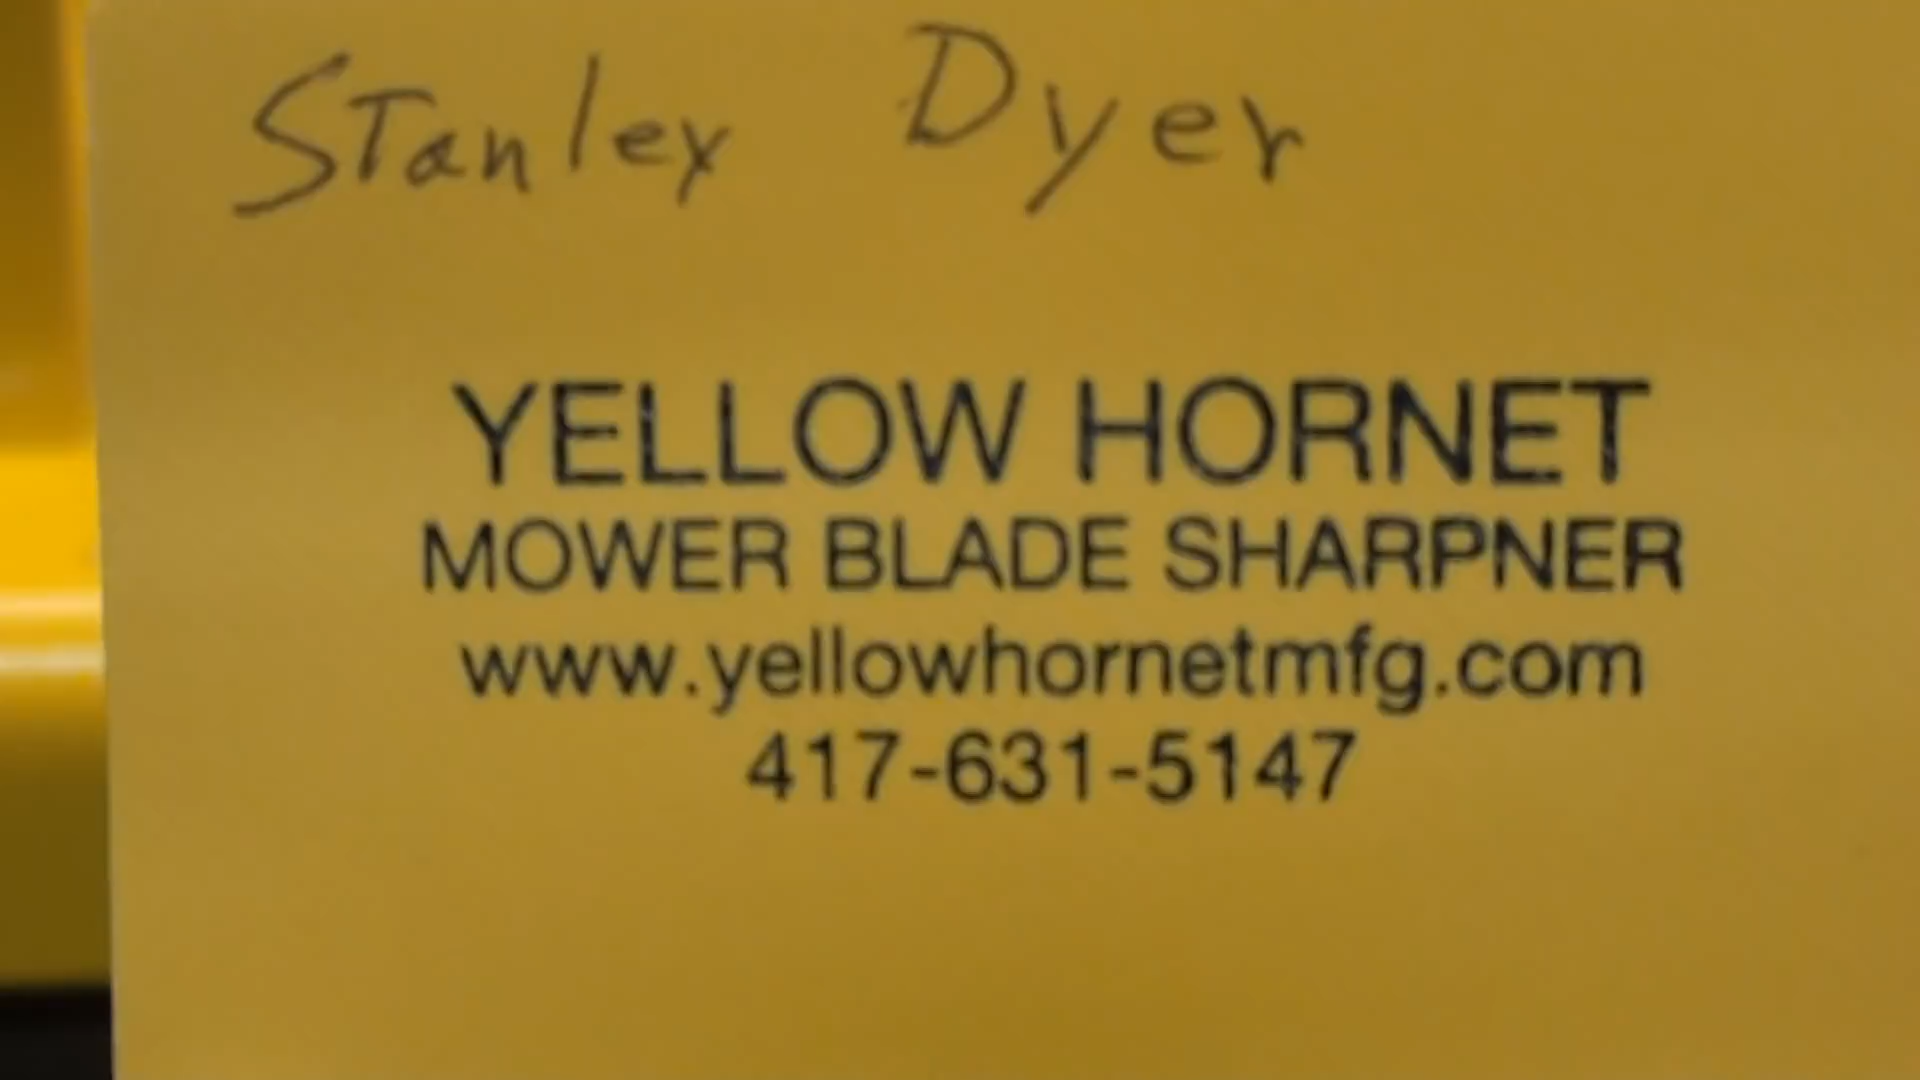 Stanley Dyer
YELLOW HORNET
MOWER BLADE SHARPNER
www.yellowhornetmfg.com
417-631-5147